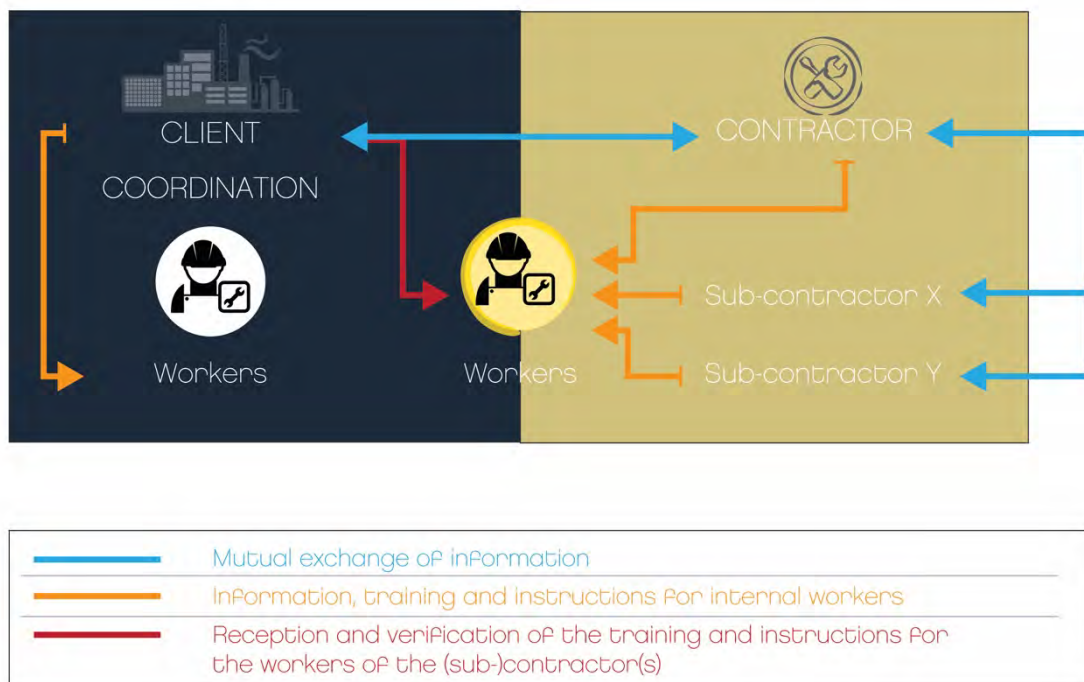 CLIENT
CONTRACTOR
COORDINATION
Sub-contractor X
Workers
Workers
Sub-contractor Y
Mutual exchange of information
Information, training and instructions for internal workers
Reception and verification of the training and instructions for
the workers of the (sub-)contractor(s)